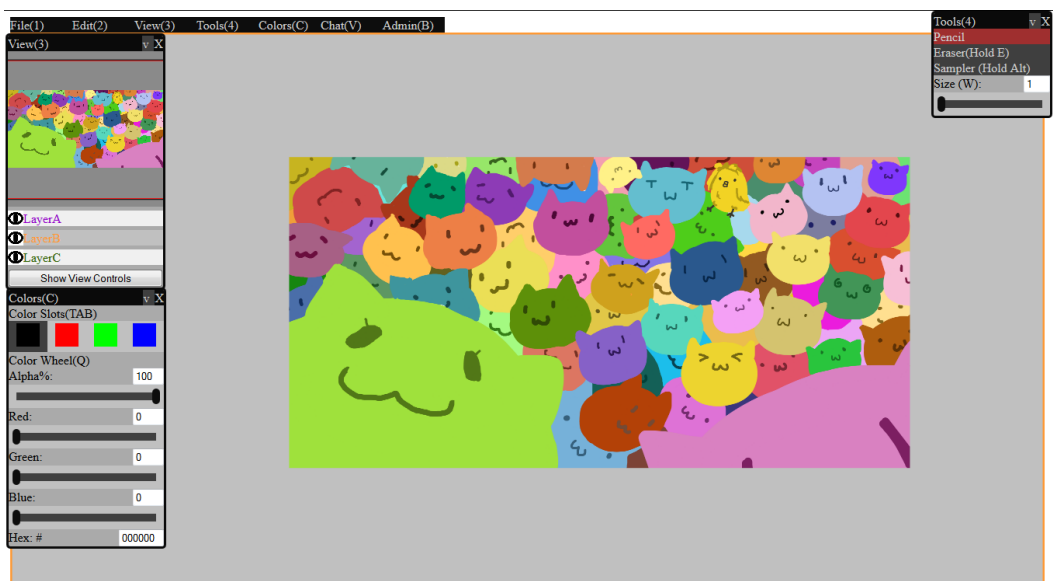 File(1) Edit(2) View(3) Tools(4) Colors(C) Chat(V) Admin(B)
View(3) v X
LayerA
LayerB
LayerC
Show View Controls
Colors(C) v X
Color Slots(TAB)
Color Wheel(Q)
Alpha%: 100
Red: 0
Green: 0
Blue: 0
Hex: # 000000
Tools(4) v X
Pencil
Eraser(Hold E)
Sampler (Hold Alt)
Size (W): 1